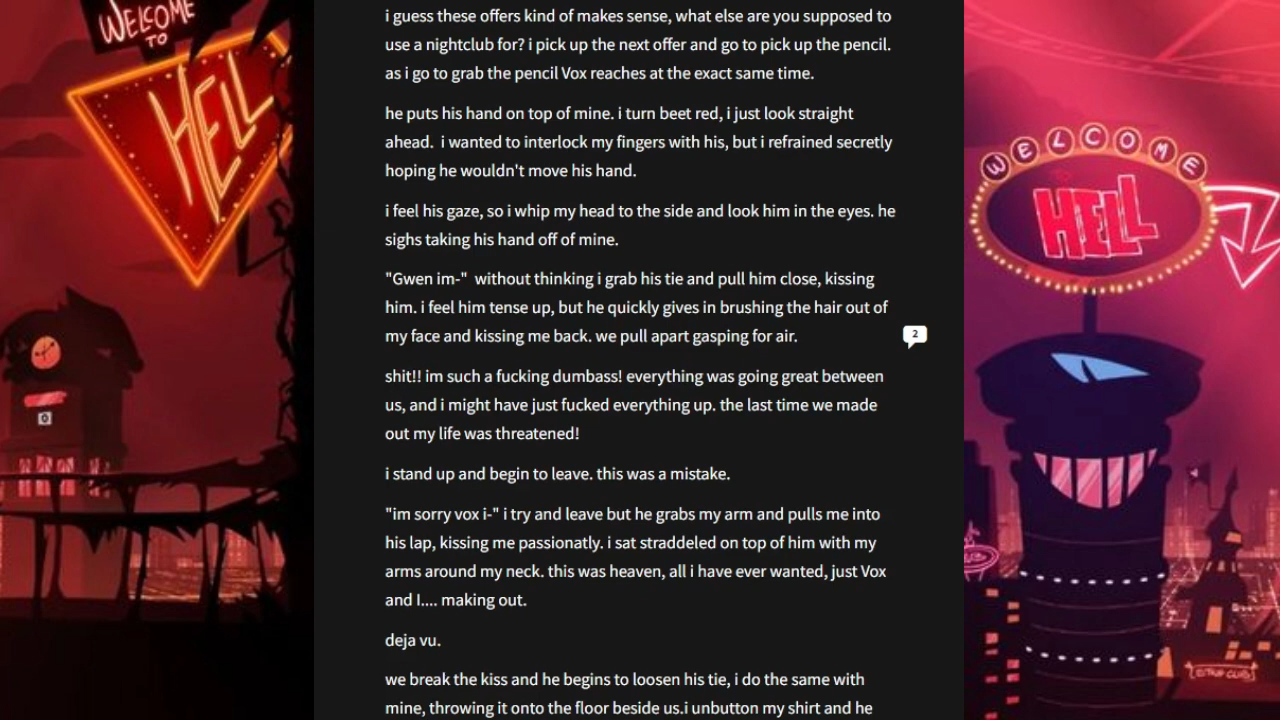 WELCOME
TO
HELL
i guess these offers kind of makes sense, what else are you supposed to
use a nightclub for? i pick up the next offer and go to pick up the pencil.
as i go to grab the pencil Vox reaches at the exact same time.
he puts his hand on top of mine. i turn beet red, i just look straight
ahead.  i wanted to interlock my fingers with his, but i refrained secretly
hoping he wouldn't move his hand.
i feel his gaze, so i whip my head to the side and look him in the eyes. he
sighs taking his hand off of mine.
"Gwen im-"  without thinking i grab his tie and pull him close, kissing
him. i feel him tense up, but he quickly gives in brushing the hair out of
my face and kissing me back. we pull apart gasping for air.
2
shit!! im such a fucking dumbass! everything was going great between
us, and i might have just fucked everything up. the last time we made
out my life was threatened!
i stand up and begin to leave. this was a mistake.
"im sorry vox i-" i try and leave but he grabs my arm and pulls me into
his lap, kissing me passionatly. i sat straddeled on top of him with my
arms around my neck. this was heaven, all i have ever wanted, just Vox
and I.... making out.
deja vu.
we break the kiss and he begins to loosen his tie, i do the same with
mine, throwing it onto the floor beside us.i unbutton my shirt and he
WELCOME
TO
HELL